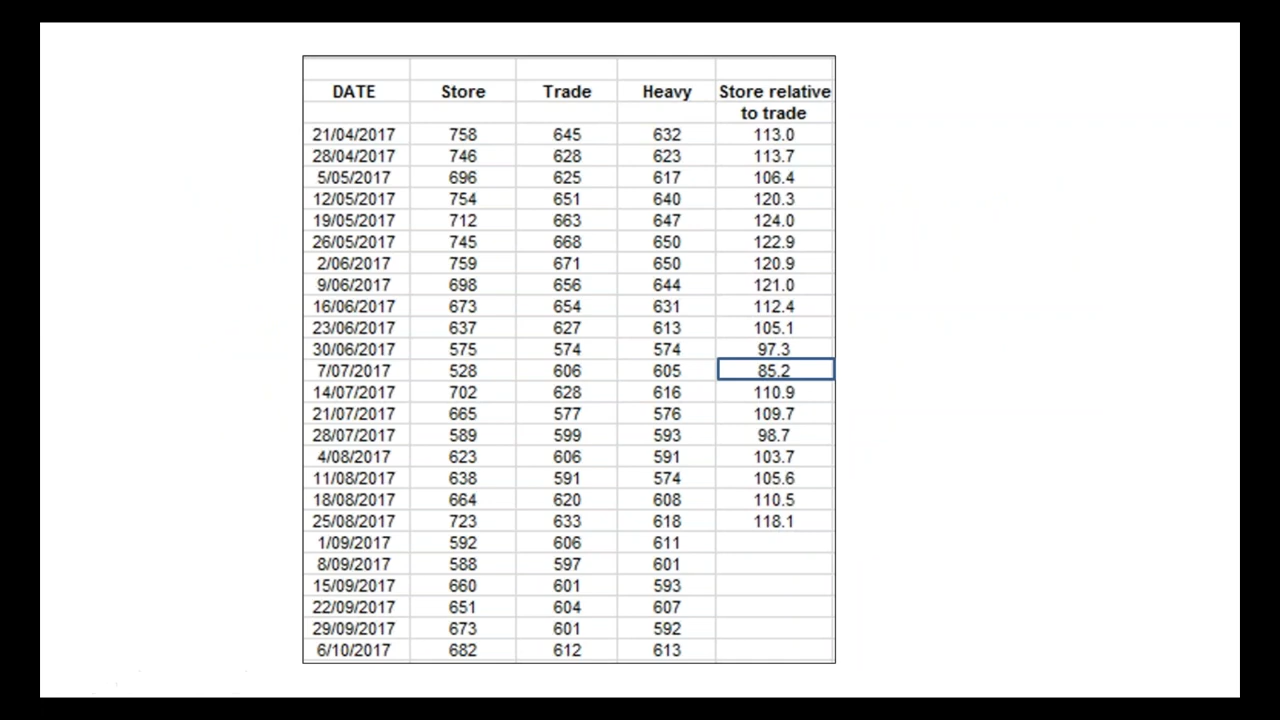 DATE Store Trade Heavy Store relative
to trade
21/04/2017 758 645 632 113.0
28/04/2017 746 628 623 113.7
5/05/2017 696 625 617 106.4
12/05/2017 754 651 640 120.3
19/05/2017 712 663 647 124.0
26/05/2017 745 668 650 122.9
2/06/2017 759 671 650 120.9
9/06/2017 698 656 644 121.0
16/06/2017 673 654 631 112.4
23/06/2017 637 627 613 105.1
30/06/2017 575 574 574 97.3
7/07/2017 528 606 605 85.2
14/07/2017 702 628 616 110.9
21/07/2017 665 577 576 109.7
28/07/2017 589 599 593 98.7
4/08/2017 623 606 591 103.7
11/08/2017 638 591 574 105.6
18/08/2017 664 620 608 110.5
25/08/2017 723 633 618 118.1
1/09/2017 592 606 611
8/09/2017 588 597 601
15/09/2017 660 601 593
22/09/2017 651 604 607
29/09/2017 673 601 592
6/10/2017 682 612 613